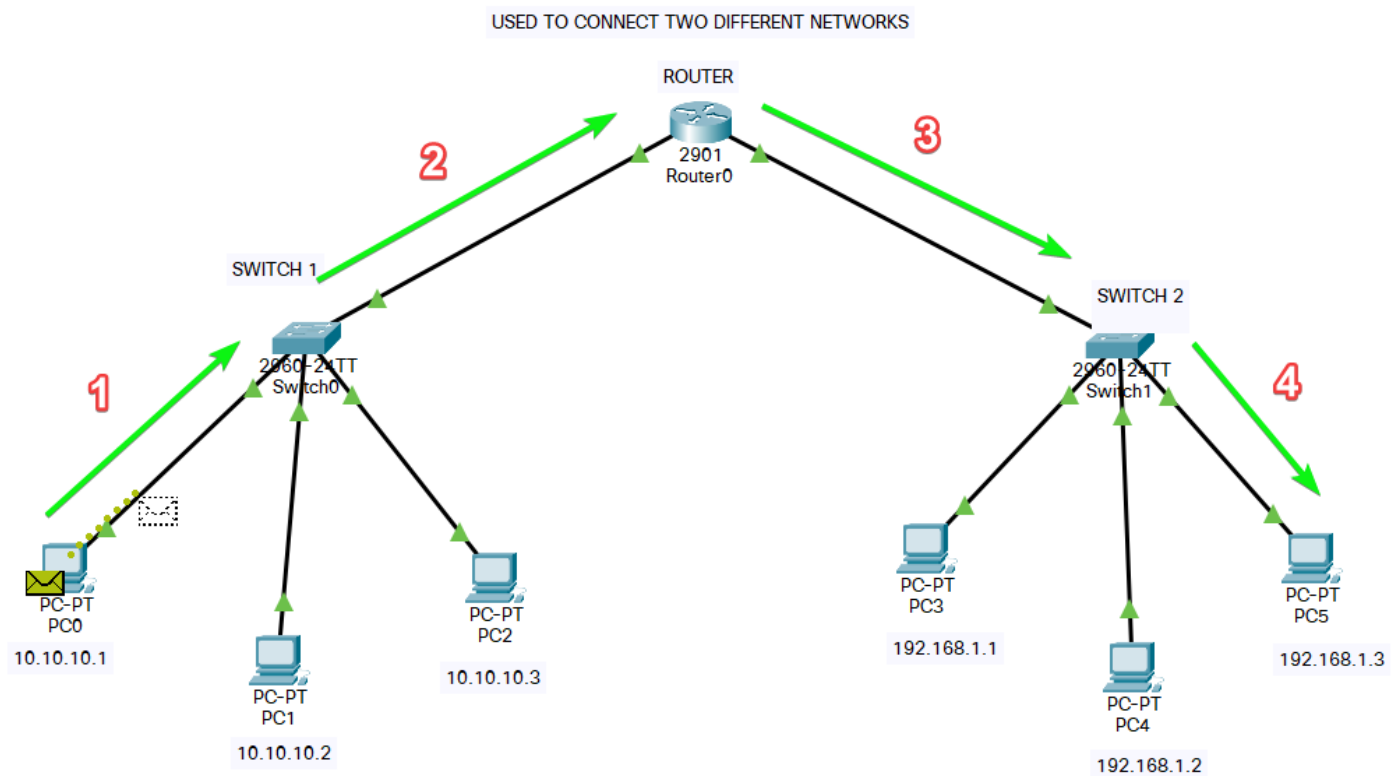 USED TO CONNECT TWO DIFFERENT NETWORKS
ROUTER
2901
Router0
2
3
SWITCH 1
2960-24TT
Switch0
SWITCH 2
2960-24TT
Switch1
1
4
PC-PT
PC0
10.10.10.1
PC-PT
PC1
10.10.10.2
PC-PT
PC2
10.10.10.3
PC-PT
PC3
192.168.1.1
PC-PT
PC4
192.168.1.2
PC-PT
PC5
192.168.1.3